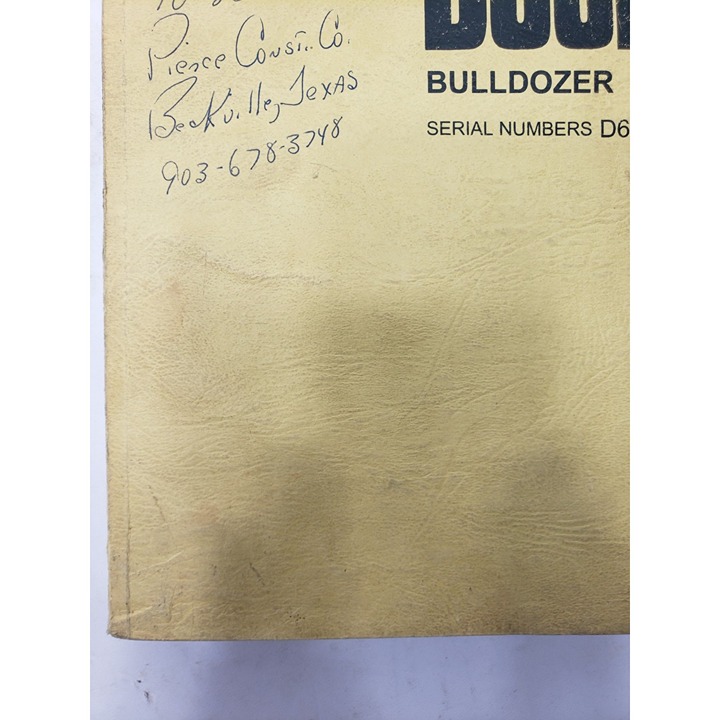 Pierce Const. Co.
Beckville, Texas
903-678-3748
BULLDOZER
SERIAL NUMBERS D6